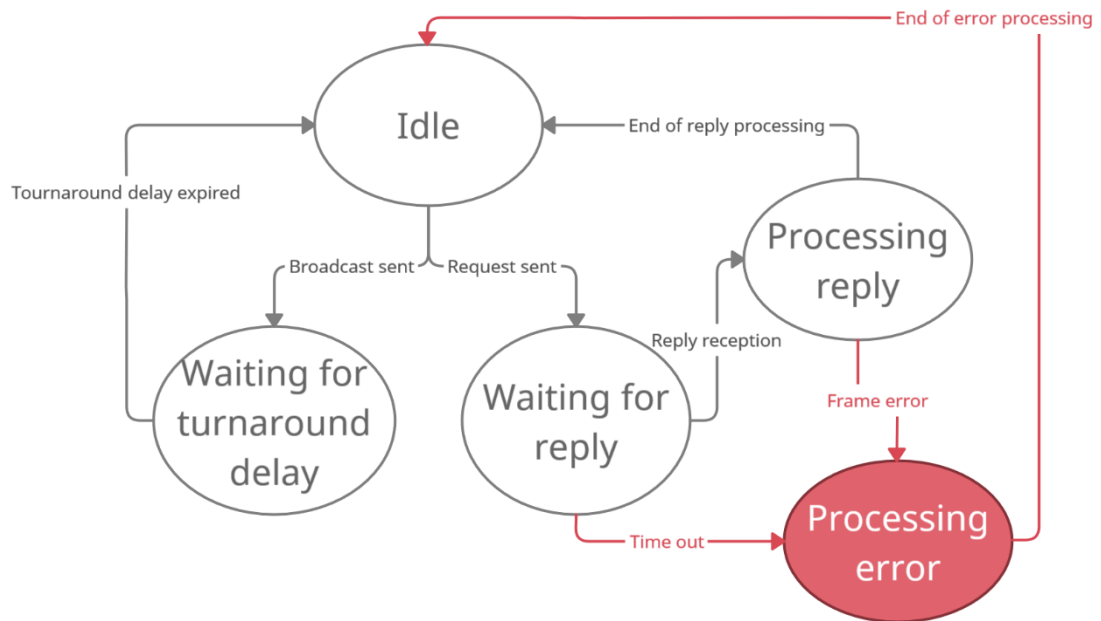 End of error processing
Idle
End of reply processing
Tournaround delay expired
Processing
reply
Broadcast sent
Request sent
Reply reception
Waiting for
turnaround
delay
Waiting for
reply
Frame error
Processing
error
Time out